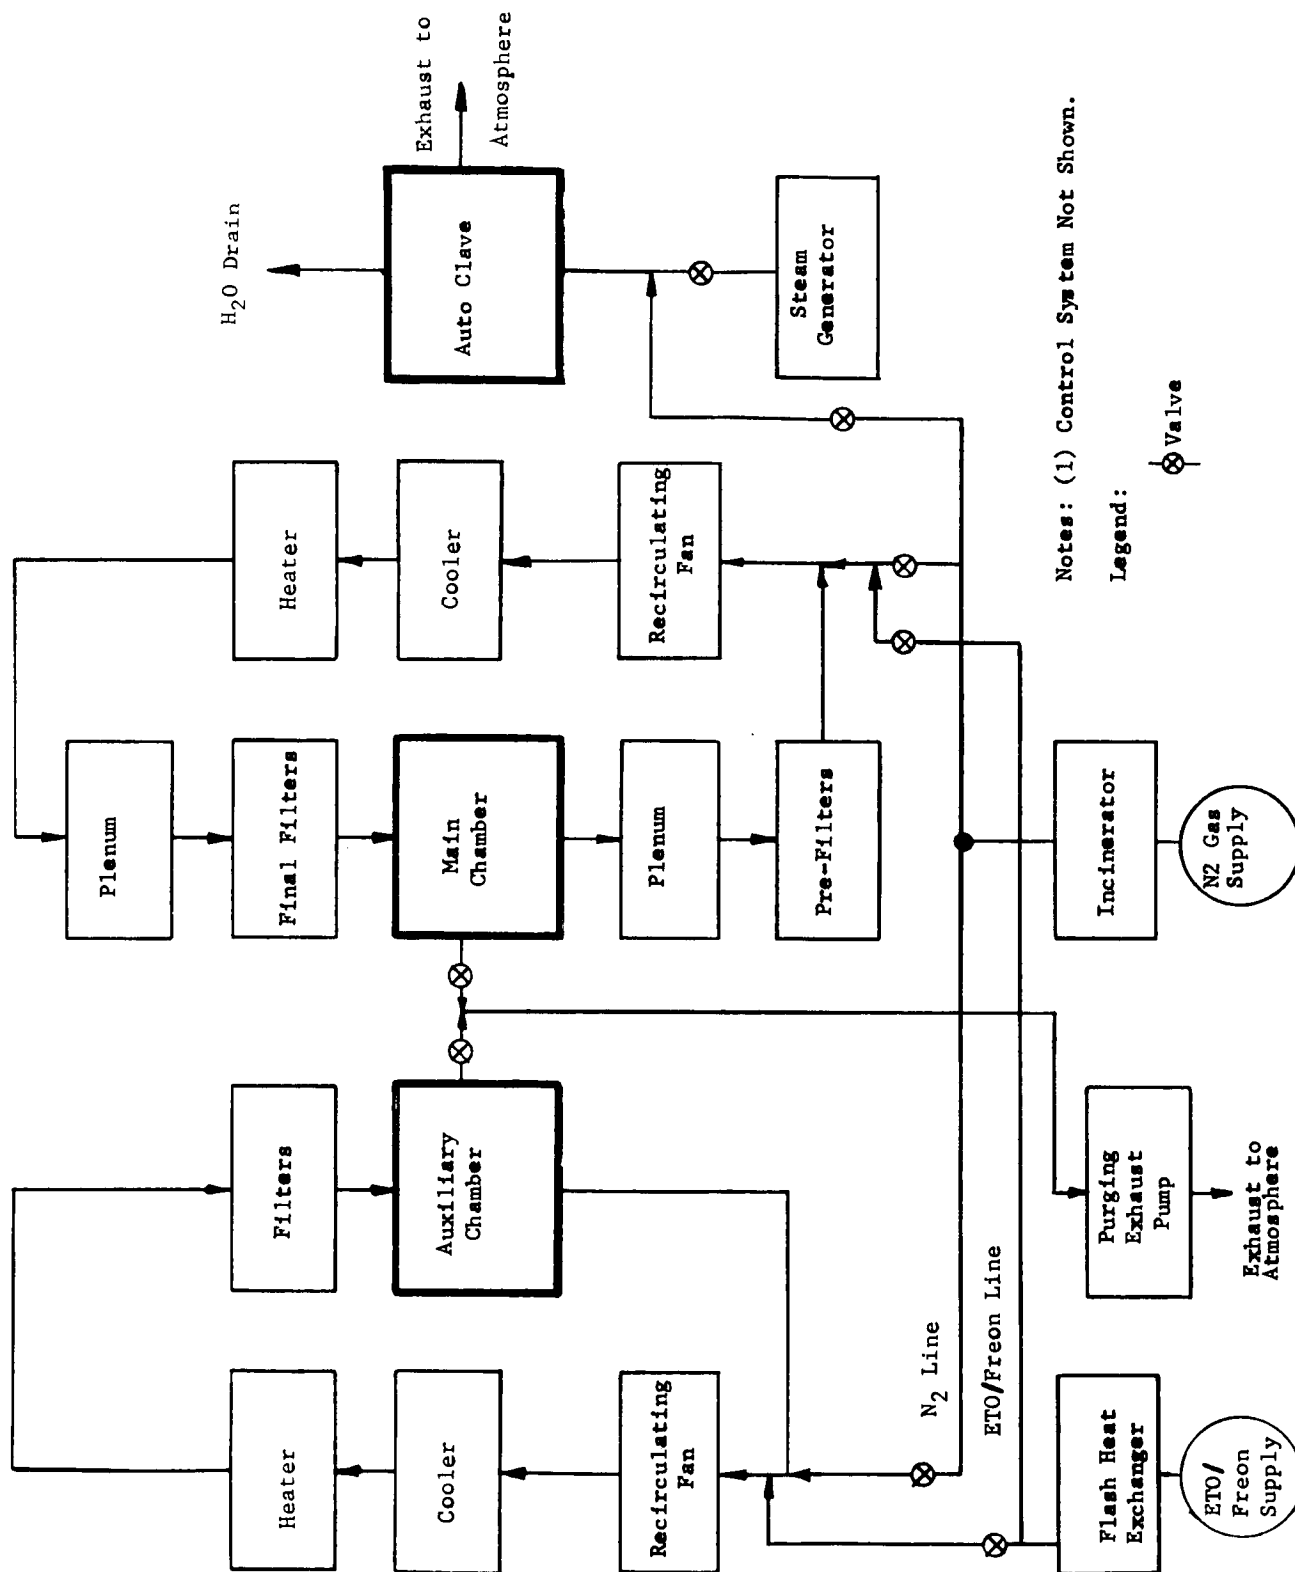 Heater
Cooler
Recirculating
Fan
Filters
Auxiliary
Chamber
Plenum
Final Filters
Main
Chamber
Plenum
Pre-Filters
Heater
Cooler
Recirculating
Fan
H2O Drain
Auto Clave
Exhaust to
Atmosphere
Steam
Generator
N2 Line
ETO/Freon Line
Flash Heat
Exchanger
ETO/
Freon
Supply
Purging
Exhaust
Pump
Exhaust to
Atmosphere
Incinerator
N2 Gas
Supply
Notes: (1) Control System Not Shown.
Legend:
Valve